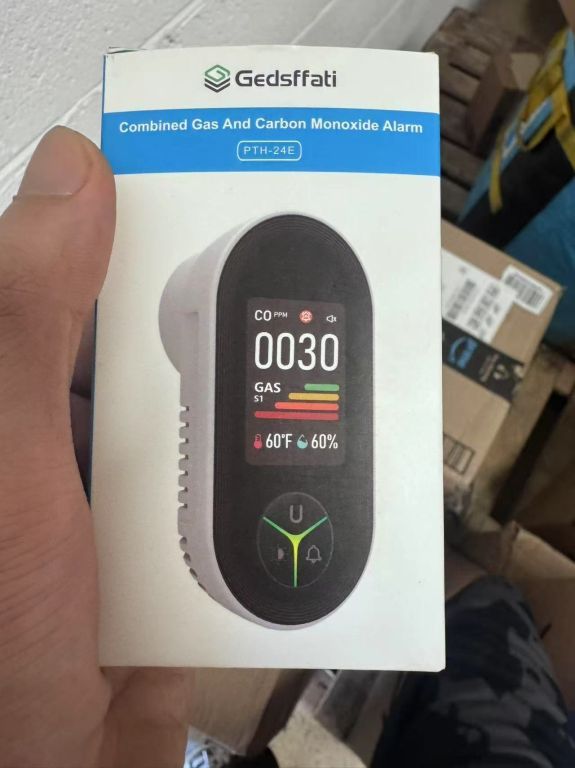 Gedsffati
Combined Gas And Carbon Monoxide Alarm
PTH-24E
CO PPM
0030
GAS
S1
60°F 60%